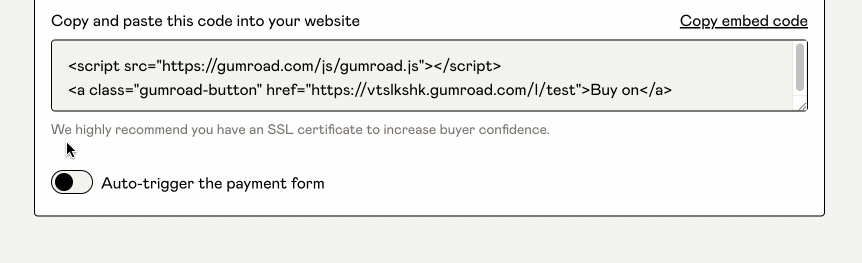 Copy and paste this code into your website
Copy embed code
<script src="https://gumroad.com/js/gumroad.js"></script>
<a class="gumroad-button" href="https://vtslkshk.gumroad.com/l/test">Buy on</a>
We highly recommend you have an SSL certificate to increase buyer confidence.
Auto-trigger the payment form